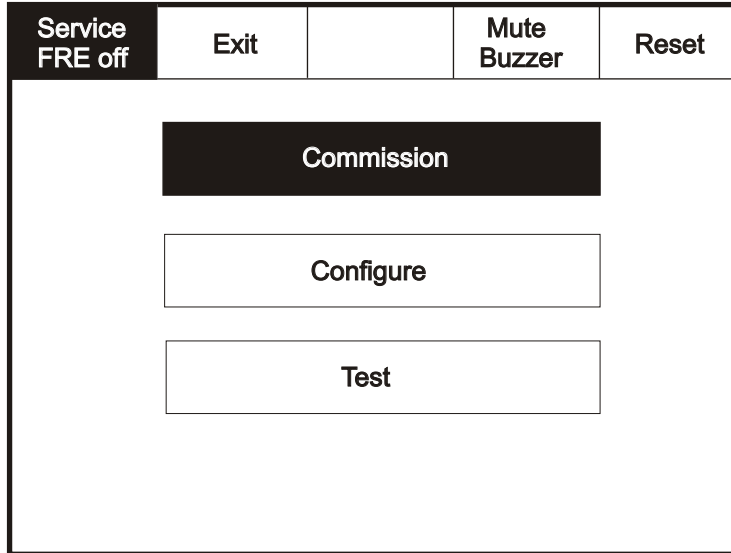 Service
FRE off
Exit
Mute
Buzzer
Reset
Commission
Configure
Test